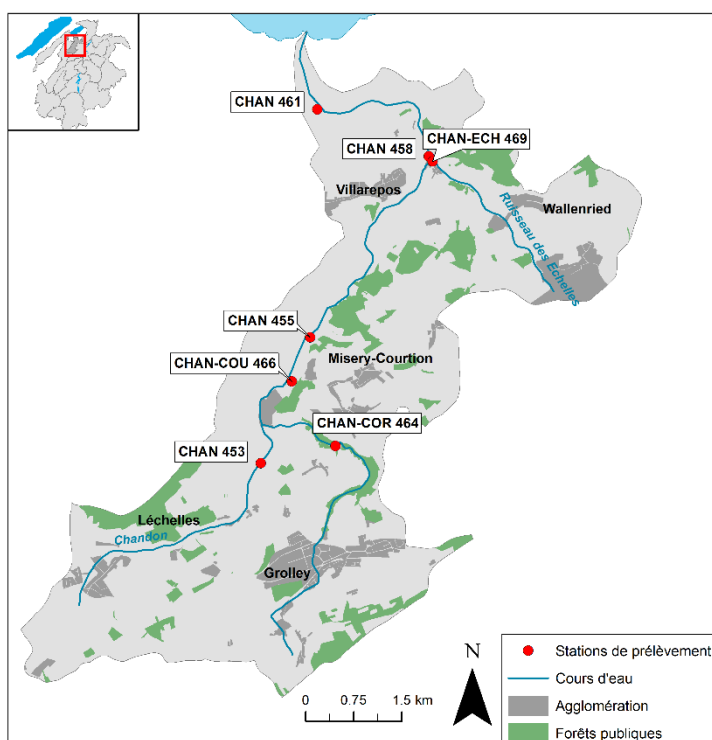 CHAN 461
CHAN-ECH 469
CHAN 458
Villarepos
Wallenried
Ruisseau des Echelles
CHAN 455
Misery-Courtion
CHAN-COU 466
CHAN-COR 464
CHAN 453
Léchelles
Chandon
Grolley
N
0 0.75 1.5 km
Stations de prélèvement
Cours d'eau
Agglomération
Forêts publiques